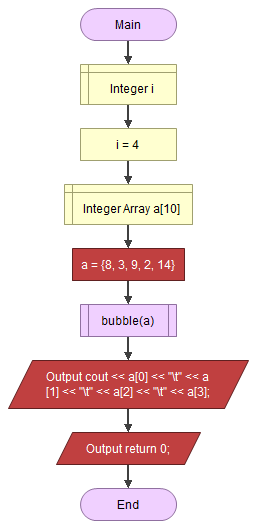 Main
Integer i
i = 4
Integer Array a[10]
a = {8, 3, 9, 2, 14}
bubble(a)
Output cout << a[0] << "\t" << a
[1] << "\t" << a[2] << "\t" << a[3];
Output return 0;
End